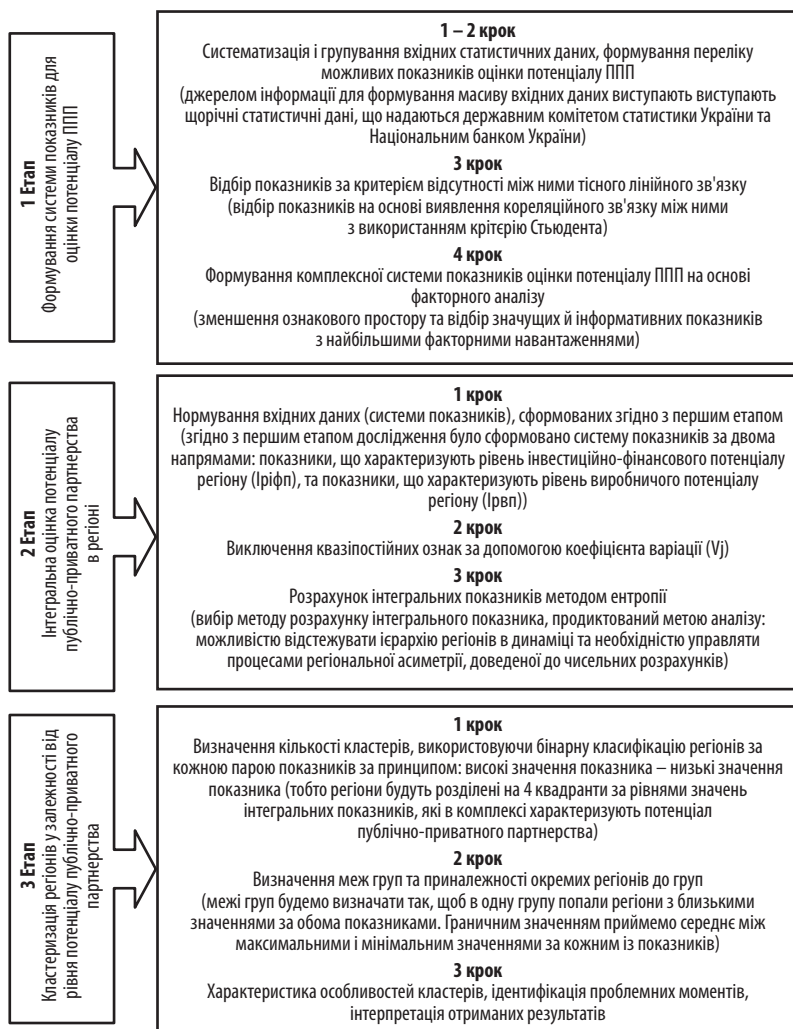 1 Етап
Формування системи показників для
оцінки потенціалу ППП
1 – 2 крок
Систематизація і групування вхідних статистичних даних, формування переліку
можливих показників оцінки потенціалу ППП
(джерелом інформації для формування масиву вхідних даних виступають виступають
щорічні статистичні дані, що надаються державним комітетом статистики України та
Національним банком України)
3 крок
Відбір показників за критерієм відсутності між ними тісного лінійного зв'язку
(відбір показників на основі виявлення кореляційного зв'язку між ними
з використанням крітєрію Стьюдента)
4 крок
Формування комплексної системи показників оцінки потенціалу ППП на основі
факторного аналізу
(зменшення ознакового простору та відбір значущих й інформативних показників
з найбільшими факторними навантаженнями)
2 Етап
Інтегральна оцінка потенціалу
публічно-приватного партнерства
в регіоні
1 крок
Нормування вхідних даних (системи показників), сформованих згідно з першим етапом
(згідно з першим етапом дослідження було сформовано систему показників за двома
напрямами: показники, що характеризують рівень інвестиційно-фінансового потенціалу
регіону (Іріфп), та показники, що характеризують рівень виробничого потенціалу
регіону (Ірвп))
2 крок
Виключення квазіпостійних ознак за допомогою коефіцієнта варіації (Vj)
3 крок
Розрахунок інтегральних показників методом ентропії
(вибір методу розрахунку інтегрального показника, продиктований метою аналізу:
можливістю відстежувати ієрархію регіонів в динаміці та необхідністю управляти
процесами регіональної асиметрії, доведеної до чисельних розрахунків)
3 Етап
Кластеризація регіонів у залежності від
рівня потенціалу публічно-приватного
партнерства
1 крок
Визначення кількості кластерів, використовуючи бінарну класифікацію регіонів за
кожною парою показників за принципом: високі значення показника – низькі значення
показника (тобто регіони будуть розділені на 4 квадранти за рівнями значень
інтегральних показників, які в комплексі характеризують потенціал
публічно-приватного партнерства)
2 крок
Визначення меж груп та приналежності окремих регіонів до груп
(межі груп будемо визначати так, щоб в одну групу попали регіони з близькими
значеннями за обома показниками. Граничним значенням приймемо середнє між
максимальними і мінімальним значеннями за кожним із показників)
3 крок
Характеристика особливостей кластерів, ідентифікація проблемних моментів,
інтерпретація отриманих результатів